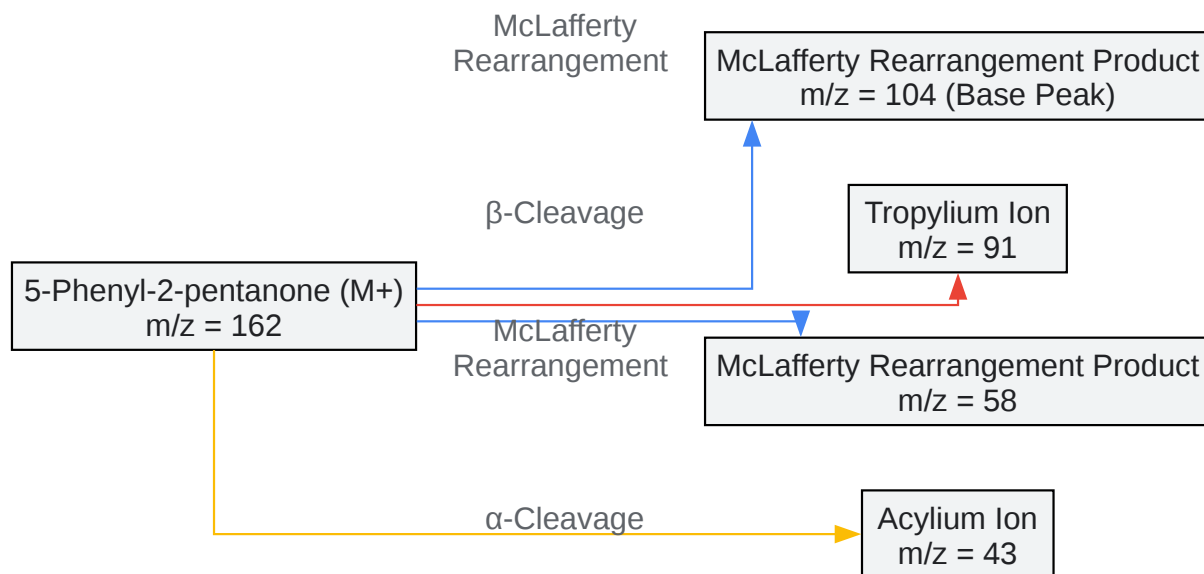 McLafferty
Rearrangement
McLafferty Rearrangement Product
m/z = 104 (Base Peak)
β-Cleavage
Tropylium Ion
m/z = 91
5-Phenyl-2-pentanone (M+)
m/z = 162
McLafferty
Rearrangement
McLafferty Rearrangement Product
m/z = 58
α-Cleavage
Acylium Ion
m/z = 43